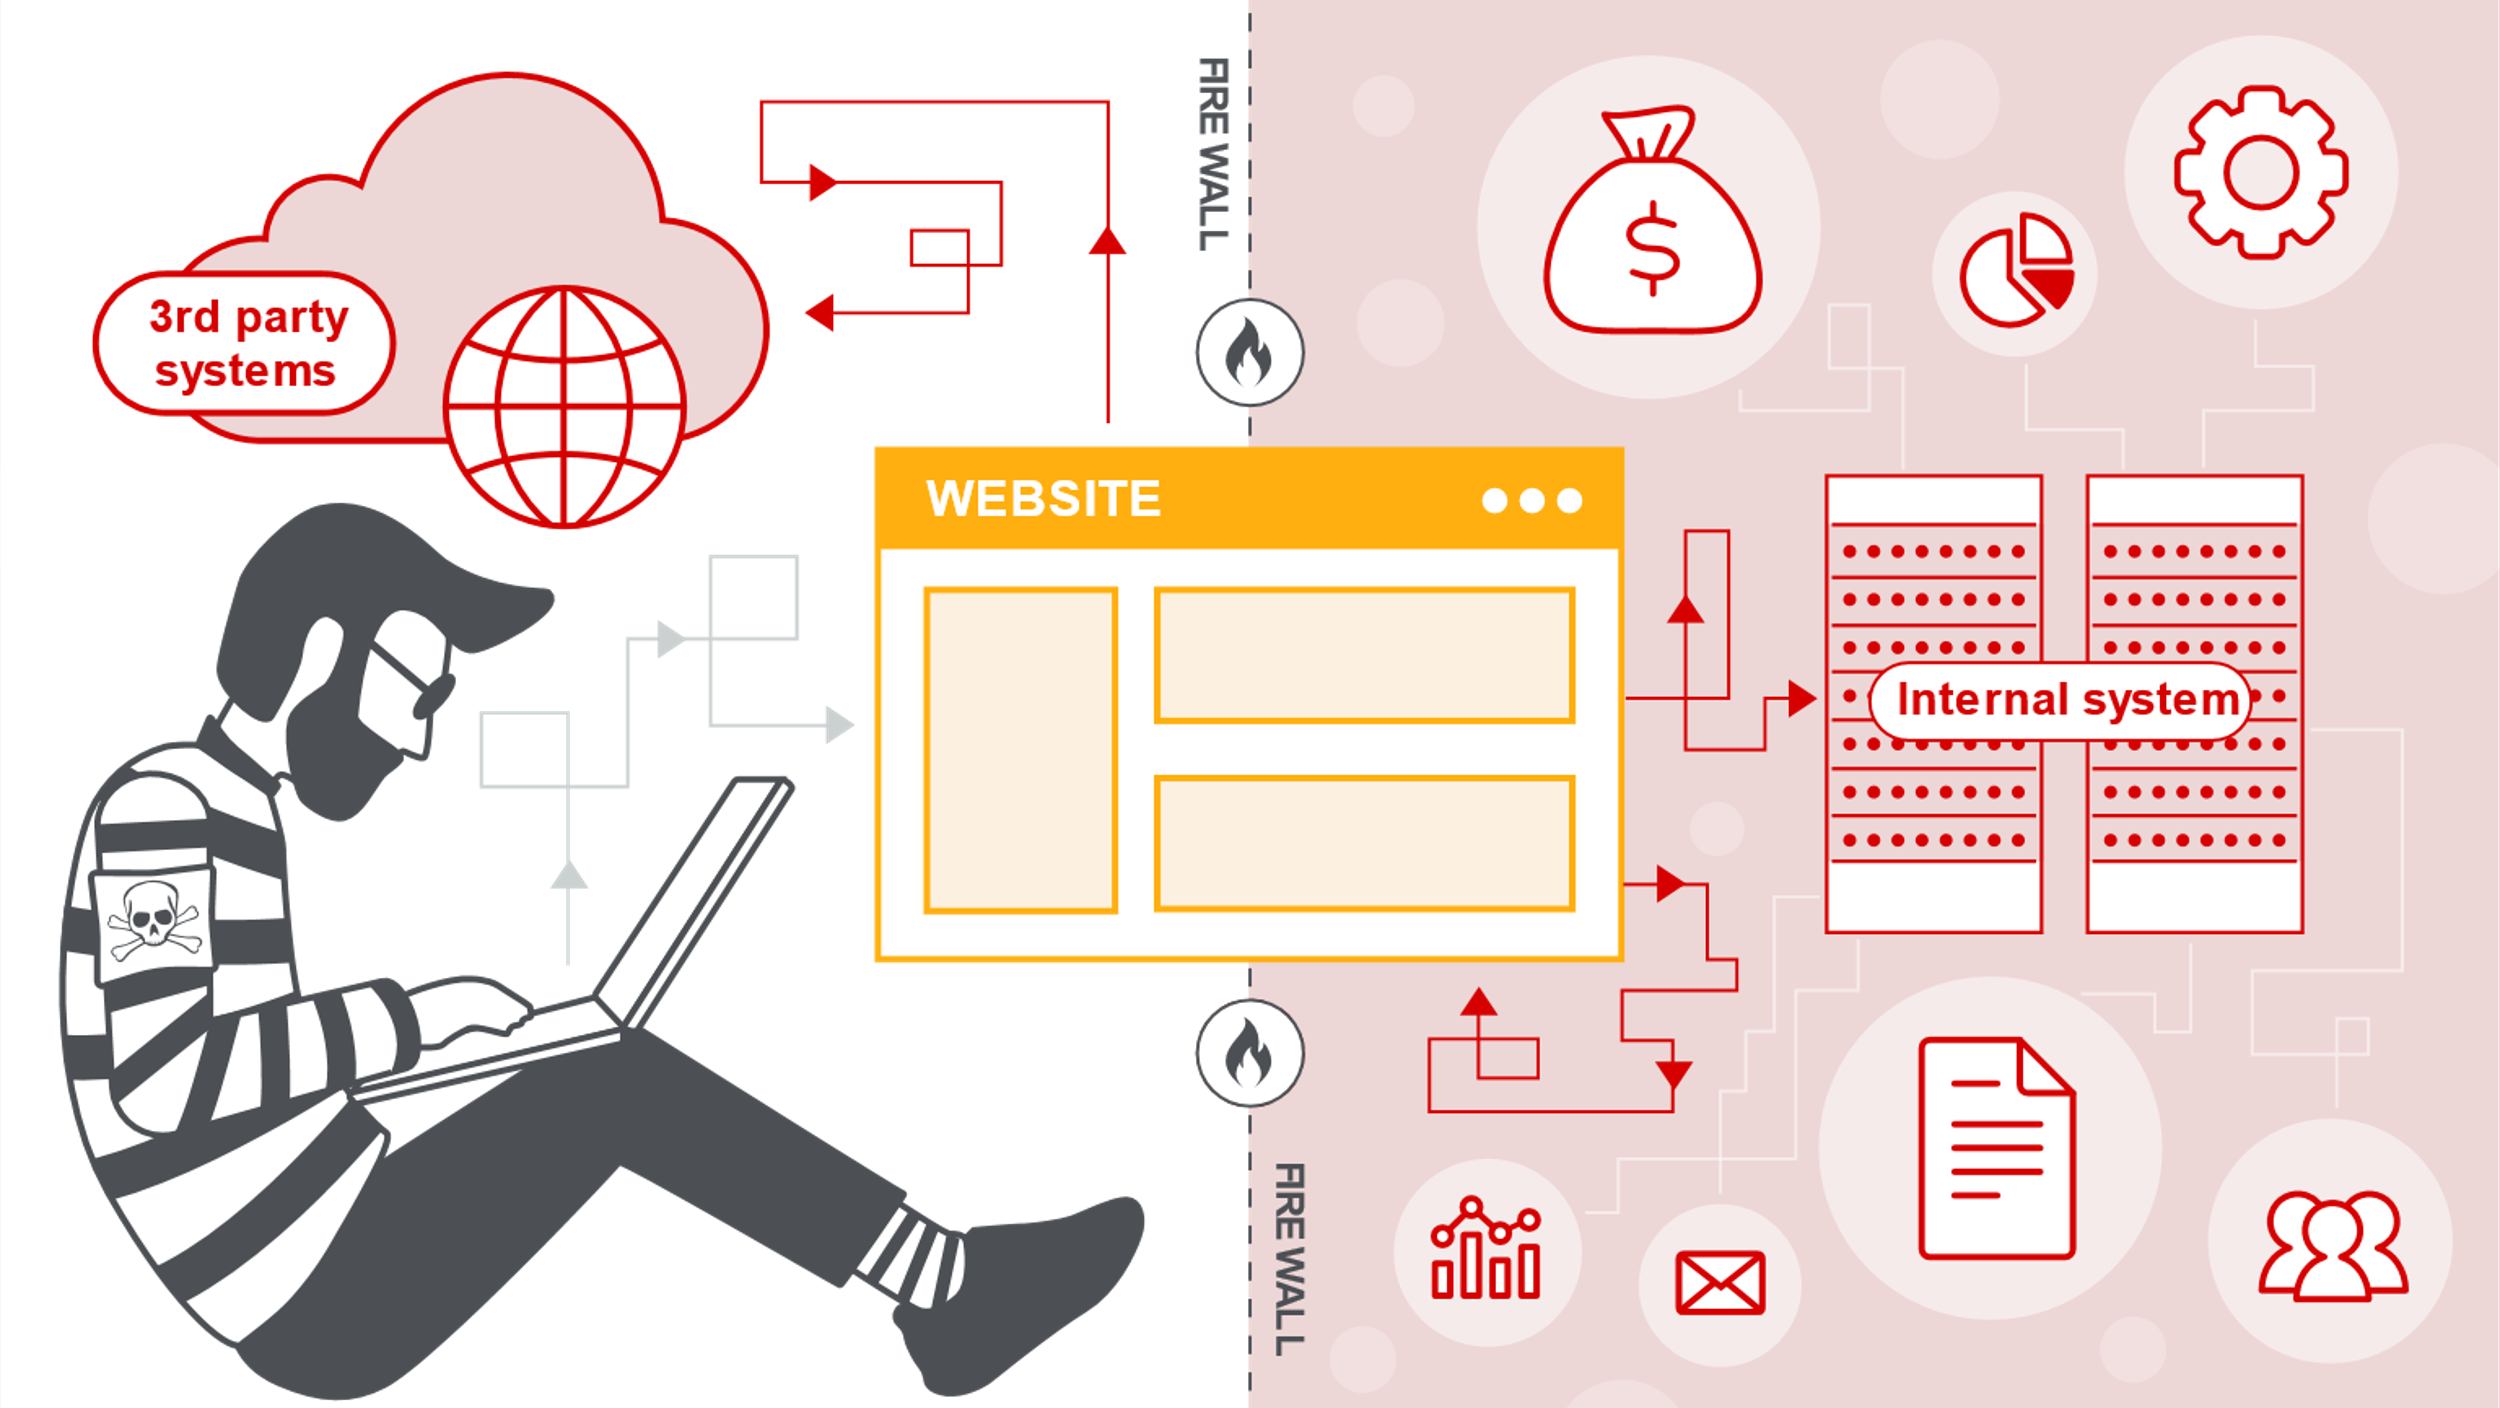 FIRE WALL
3rd party
systems
WEBSITE
Internal system
FIRE WALL